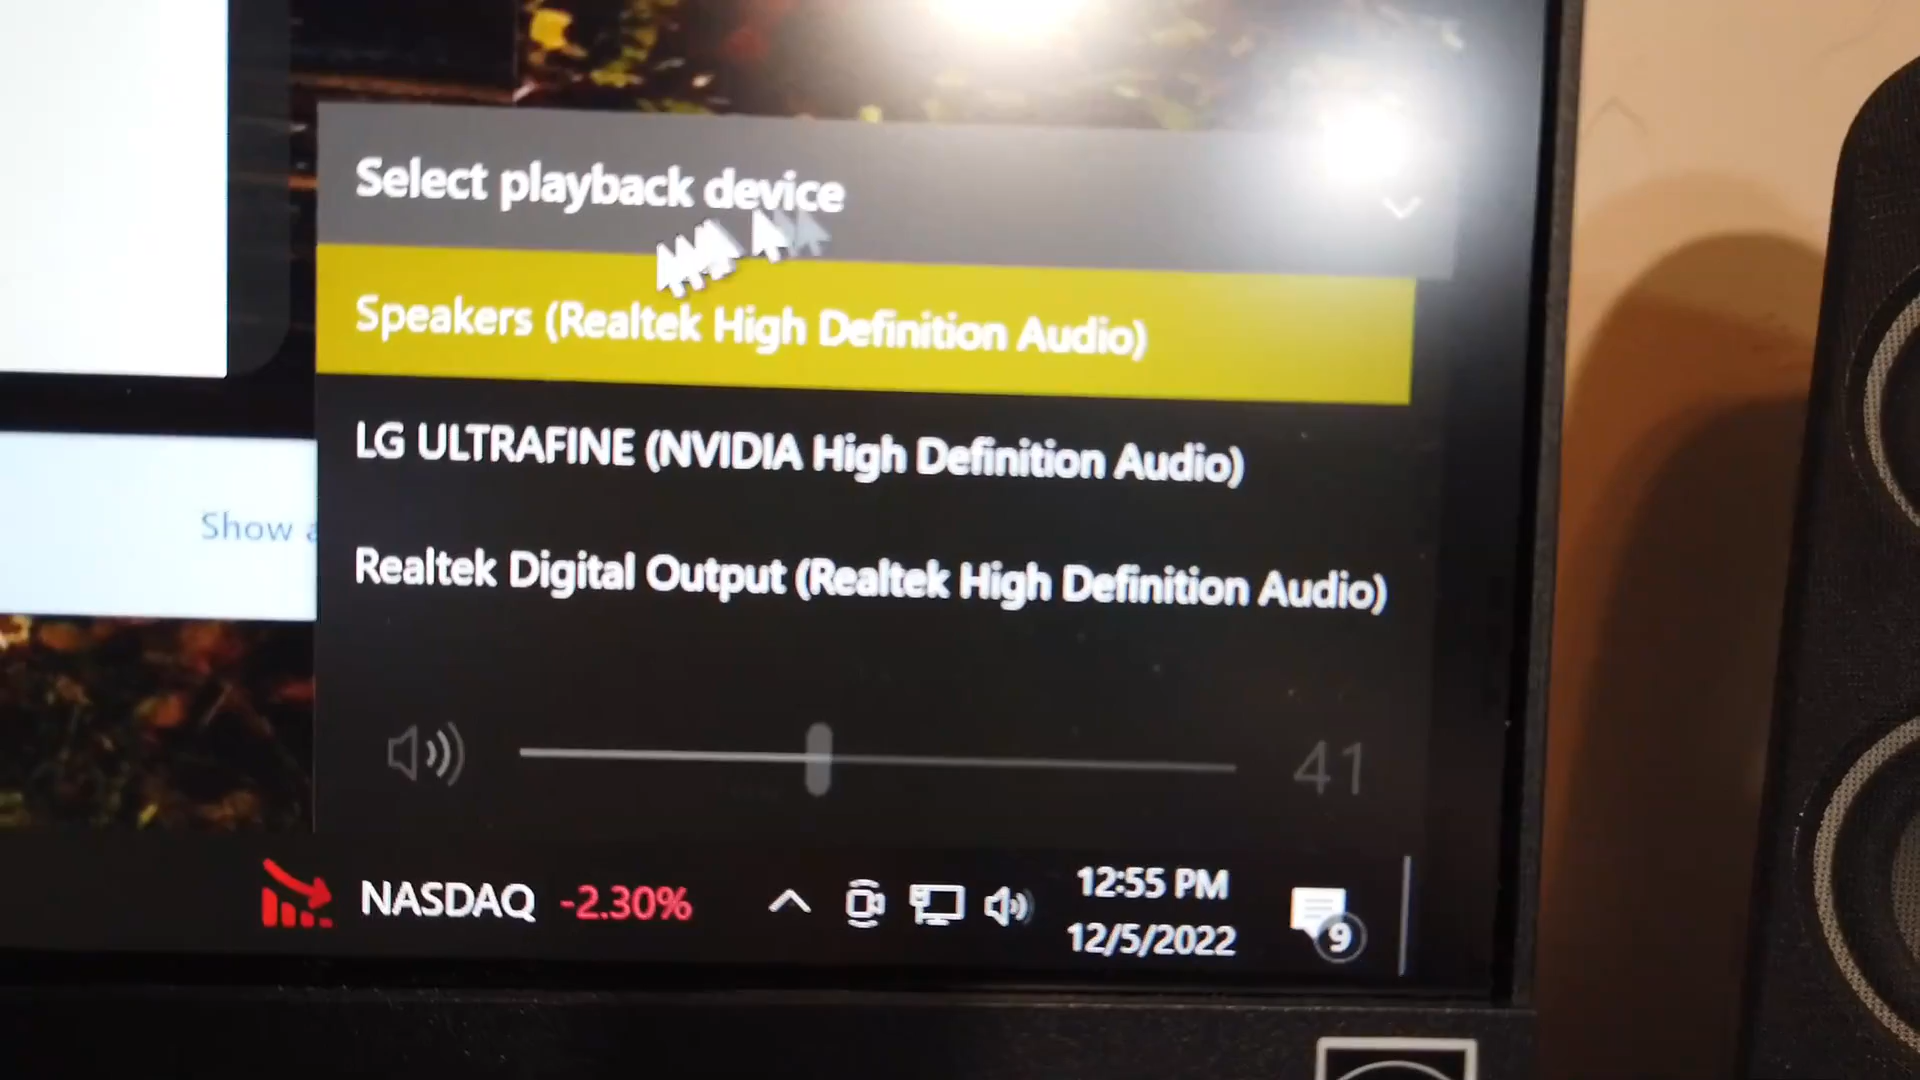 Select playback device
Speakers (Realtek High Definition Audio)
LG ULTRAFINE (NVIDIA High Definition Audio)
Show
Realtek Digital Output (Realtek High Definition Audio)
41
NASDAQ -2.30%
12:55 PM
12/5/2022
9